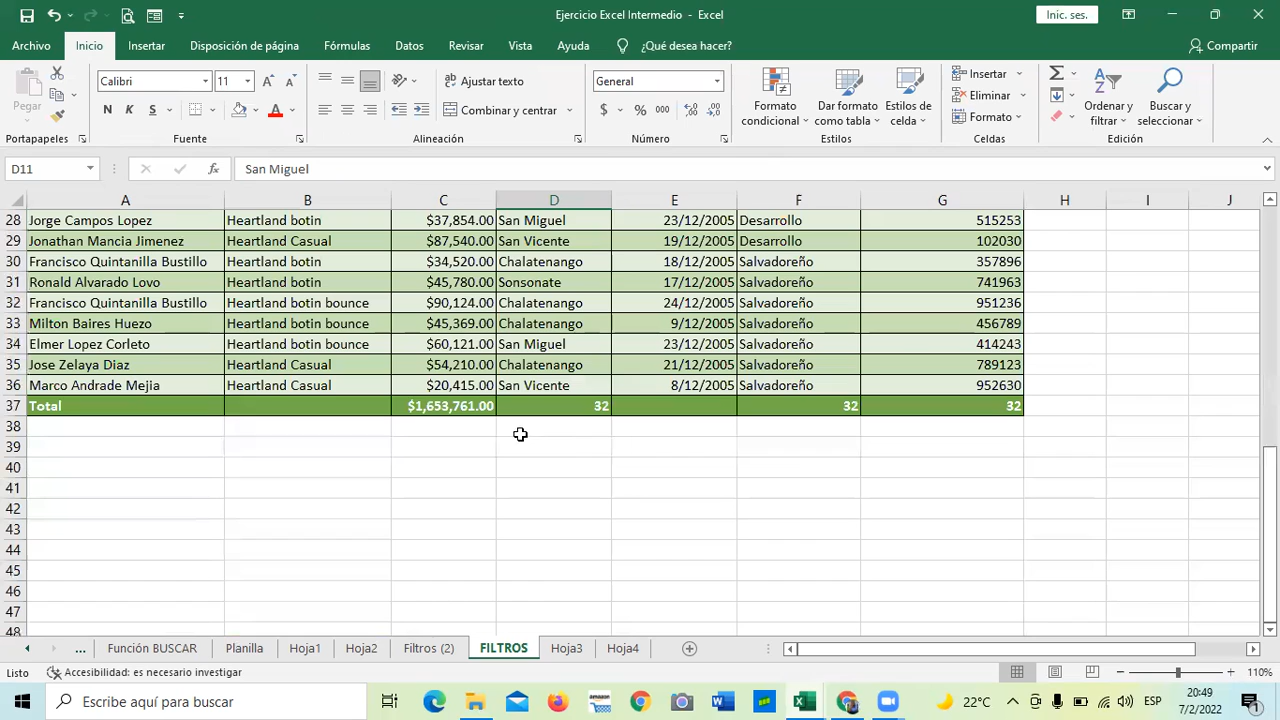 Ejercicio Excel Intermedio - Excel
Inic. ses.
Archivo Inicio Insertar Disposición de página Fórmulas Datos Revisar Vista Ayuda ¿Qué desea hacer? Compartir
Pegar
Calibri 11
N K S
Ajustar texto
Combinar y centrar
General
$ % 000
Formato condicional
Dar formato como tabla
Estilos de celda
Insertar
Eliminar
Formato
Ordenar y filtrar
Buscar y seleccionar
Portapapeles Fuente Alineación Número Estilos Celdas Edición
D11 fx San Miguel
A B C D E F G H I J
28 Jorge Campos Lopez Heartland botin $37,854.00 San Miguel 23/12/2005 Desarrollo 515253
29 Jonathan Mancia Jimenez Heartland Casual $87,540.00 San Vicente 19/12/2005 Desarrollo 102030
30 Francisco Quintanilla Bustillo Heartland botin $34,520.00 Chalatenango 18/12/2005 Salvadoreño 357896
31 Ronald Alvarado Lovo Heartland botin $45,780.00 Sonsonate 17/12/2005 Salvadoreño 741963
32 Francisco Quintanilla Bustillo Heartland botin bounce $90,124.00 Chalatenango 24/12/2005 Salvadoreño 951236
33 Milton Baires Huezo Heartland botin bounce $45,369.00 Chalatenango 9/12/2005 Salvadoreño 456789
34 Elmer Lopez Corleto Heartland botin bounce $60,121.00 San Miguel 23/12/2005 Salvadoreño 414243
35 Jose Zelaya Diaz Heartland Casual $54,210.00 Chalatenango 21/12/2005 Salvadoreño 789123
36 Marco Andrade Mejia Heartland Casual $20,415.00 San Vicente 8/12/2005 Salvadoreño 952630
37 Total $1,653,761.00 32 32 32
38
39
40
41
42
43
44
45
46
47
48
... Función BUSCAR Planilla Hoja1 Hoja2 Filtros (2) FILTROS Hoja3 Hoja4
Listo Accesibilidad: es necesario investigar 110%
Escribe aquí para buscar 22°C ESP 20:49
7/2/2022